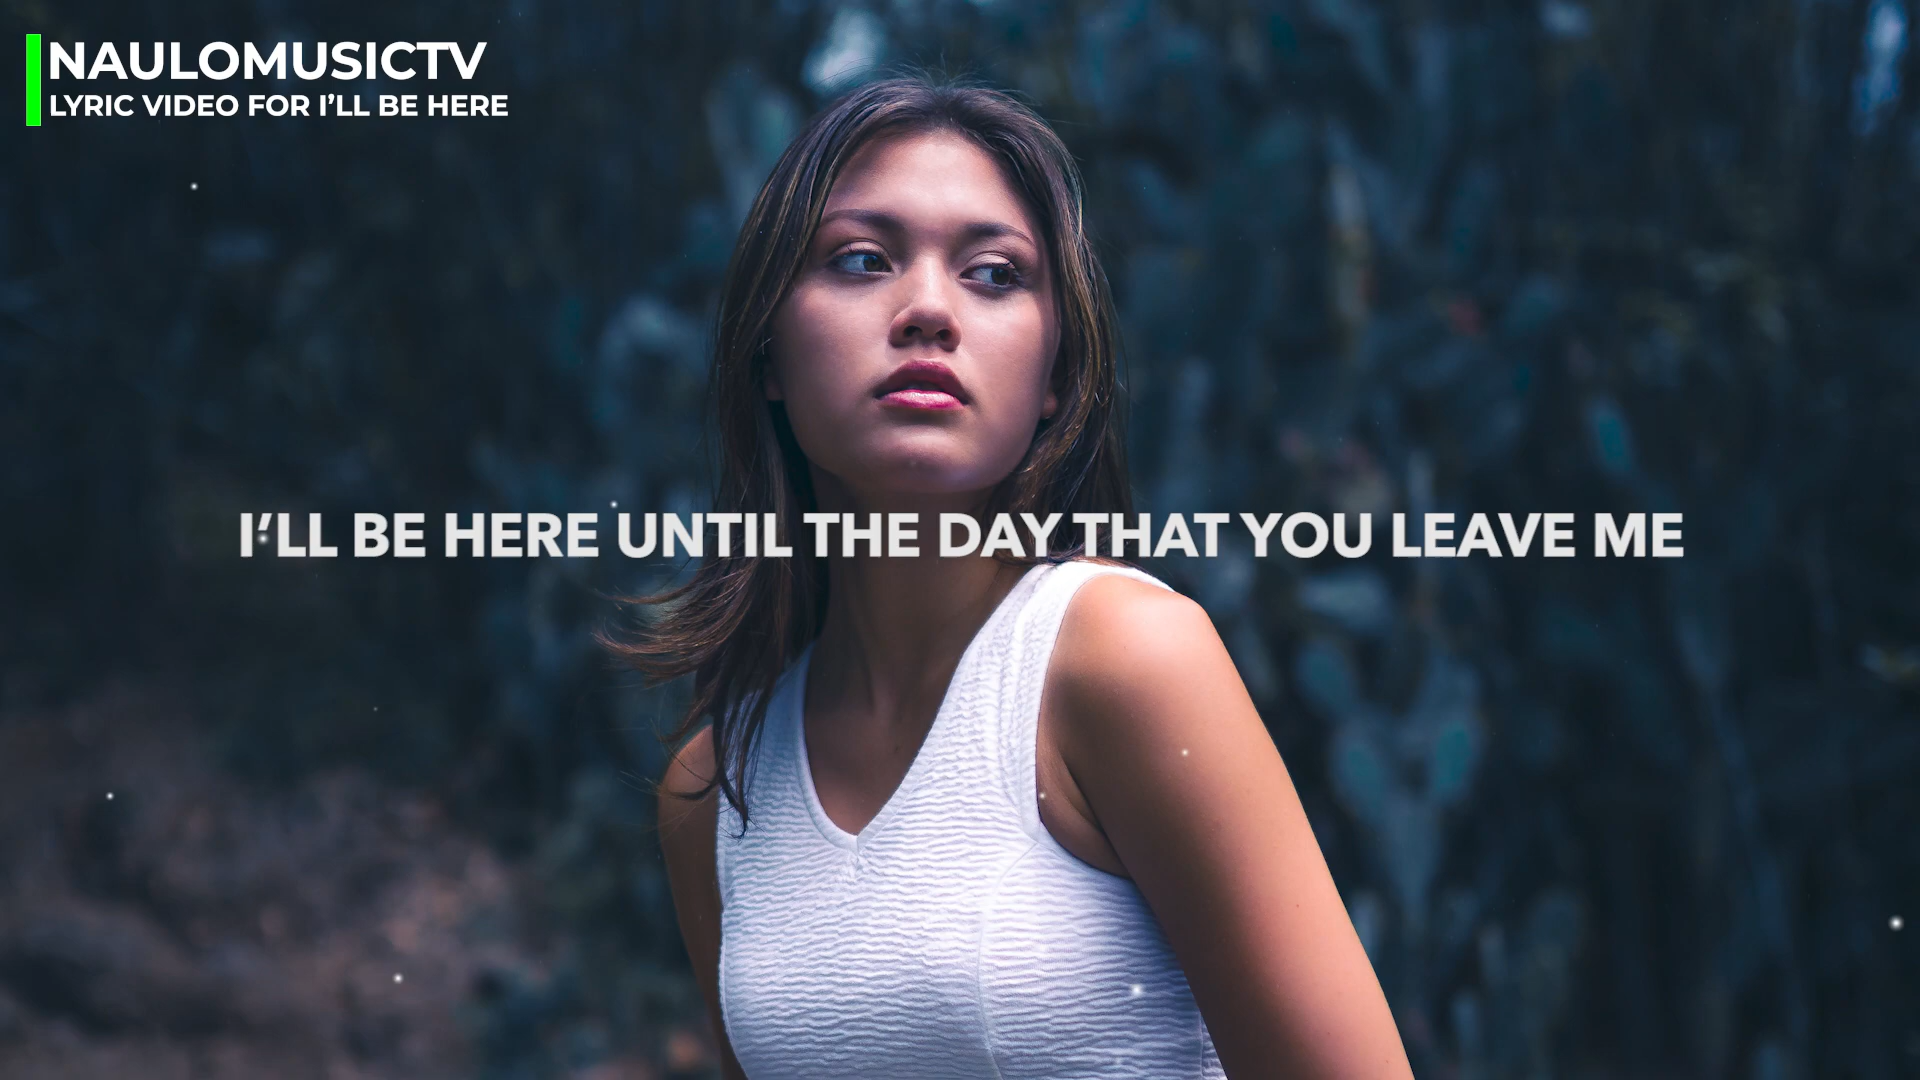 NAULOMUSICTV
LYRIC VIDEO FOR I’LL BE HERE
I‘LL BE HERE UNTIL THE DAY THAT YOU LEAVE ME